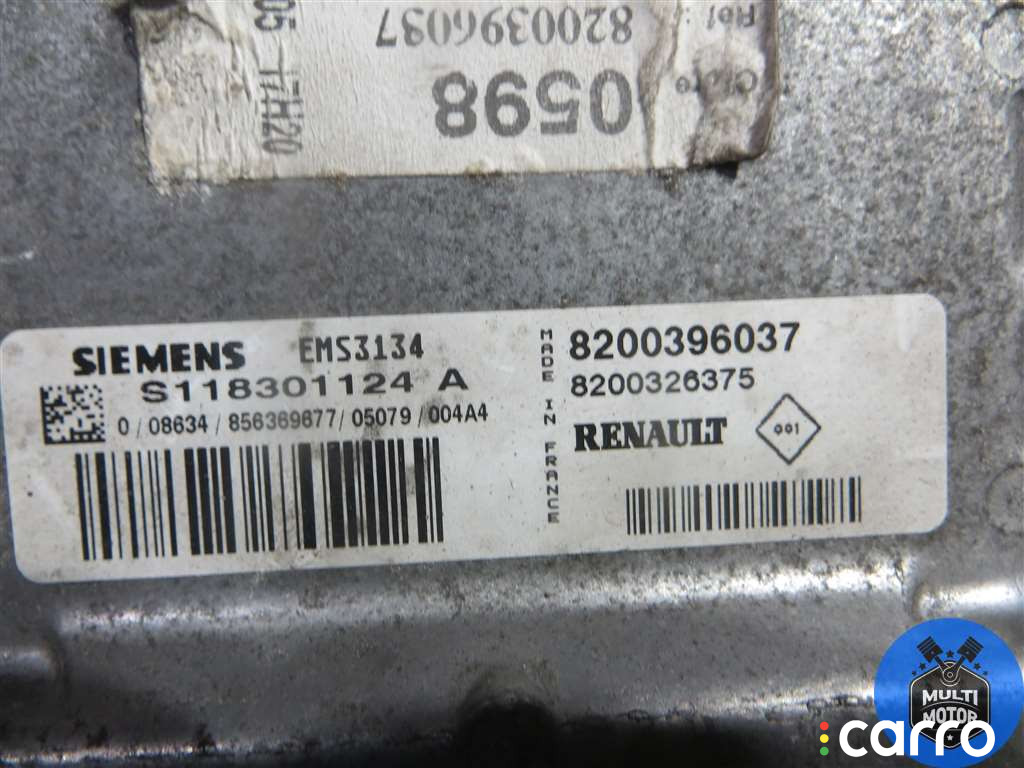 8200396037
0598
SIEMENS EMS3134
S118301124 A
0 / 08634 / 856369677 / 05079 / 004A4
MADE IN FRANCE
8200396037
8200326375
RENAULT
001
MULTI
MOTOR
carro